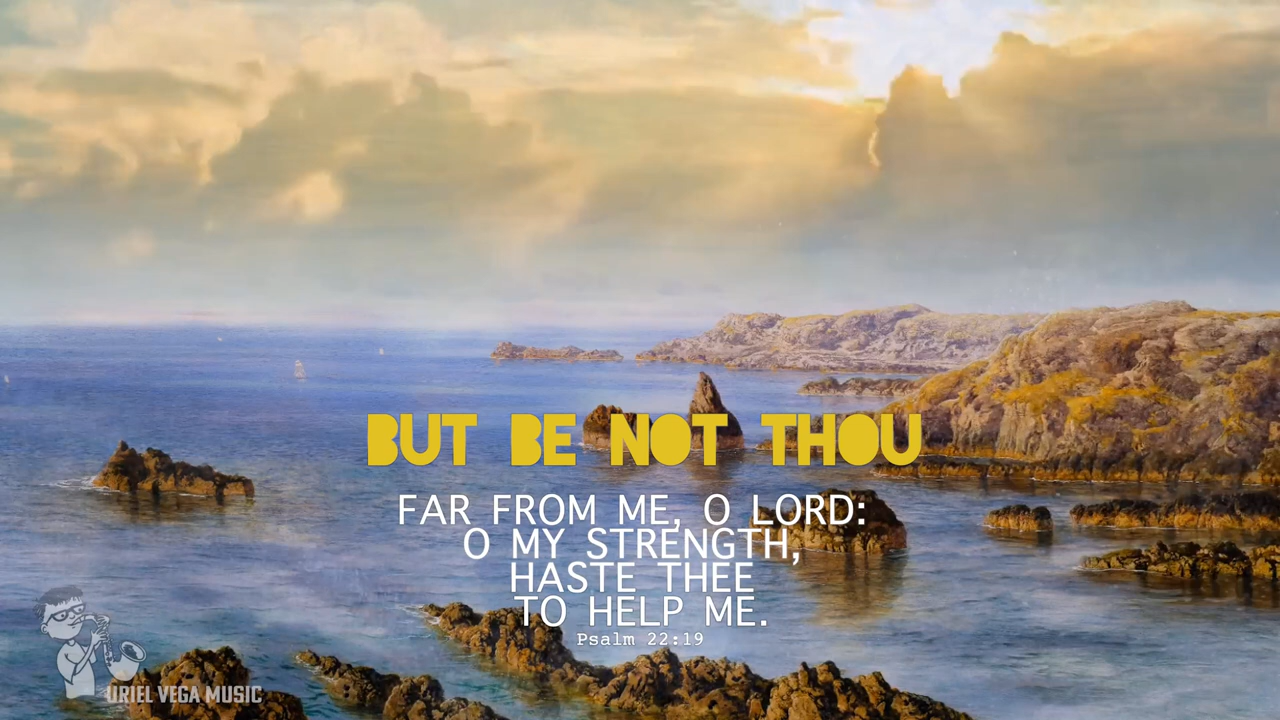 BUT BE NOT THOU
FAR FROM ME, O LORD:
O MY STRENGTH,
HASTE THEE
TO HELP ME.
Psalm 22:19
URIEL VEGA MUSIC